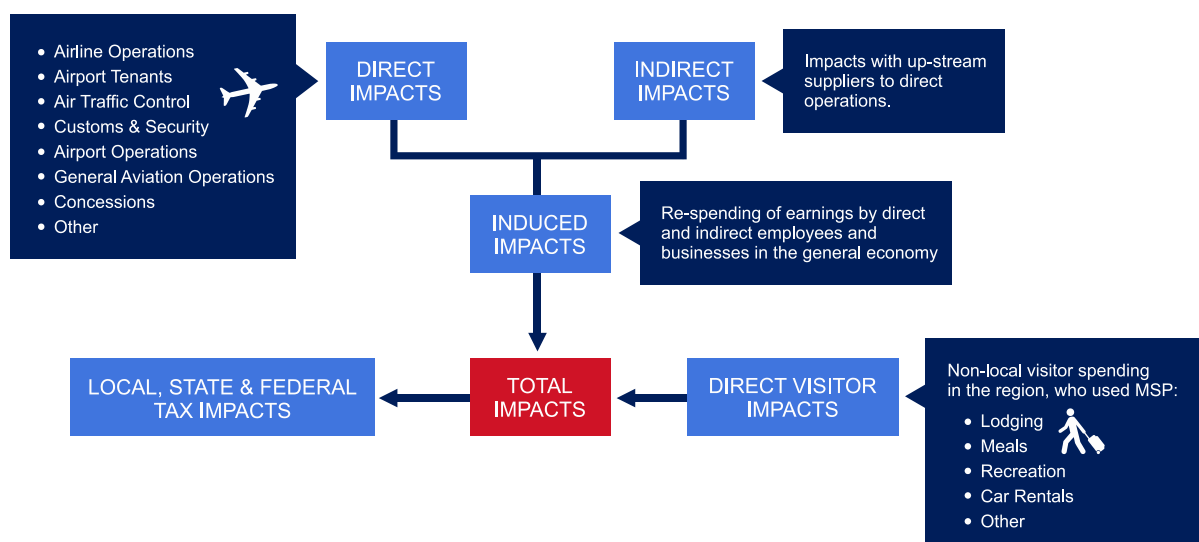 • Airline Operations
• Airport Tenants
• Air Traffic Control
• Customs & Security
• Airport Operations
• General Aviation Operations
• Concessions
• Other
DIRECT
IMPACTS
INDIRECT
IMPACTS
Impacts with up-stream
suppliers to direct
operations.
INDUCED
IMPACTS
Re-spending of earnings by direct
and indirect employees and
businesses in the general economy
LOCAL, STATE & FEDERAL
TAX IMPACTS
TOTAL
IMPACTS
DIRECT VISITOR
IMPACTS
Non-local visitor spending
in the region, who used MSP:
• Lodging
• Meals
• Recreation
• Car Rentals
• Other